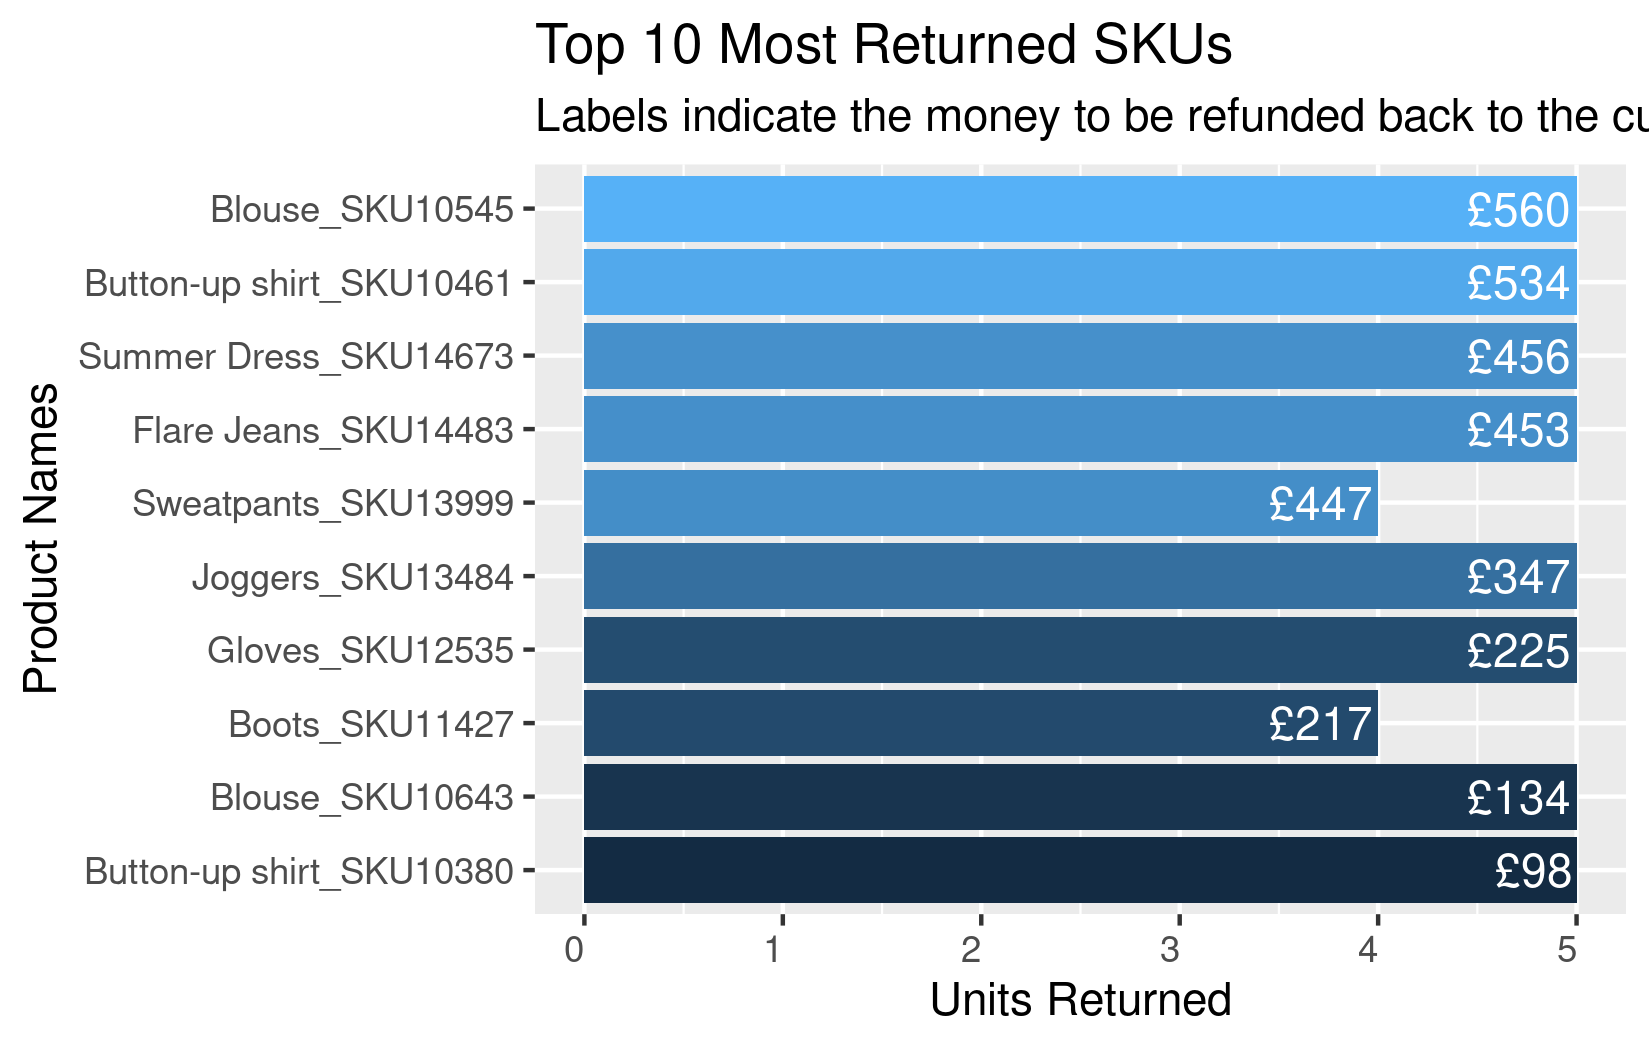 Top 10 Most Returned SKUs
Labels indicate the money to be refunded back to the
Product Names
Blouse_SKU10545 £560
Button-up shirt_SKU10461 £534
Summer Dress_SKU14673 £456
Flare Jeans_SKU14483 £453
Sweatpants_SKU13999 £447
Joggers_SKU13484 £347
Gloves_SKU12535 £225
Boots_SKU11427 £217
Blouse_SKU10643 £134
Button-up shirt_SKU10380 £98
0 1 2 3 4 5
Units Returned